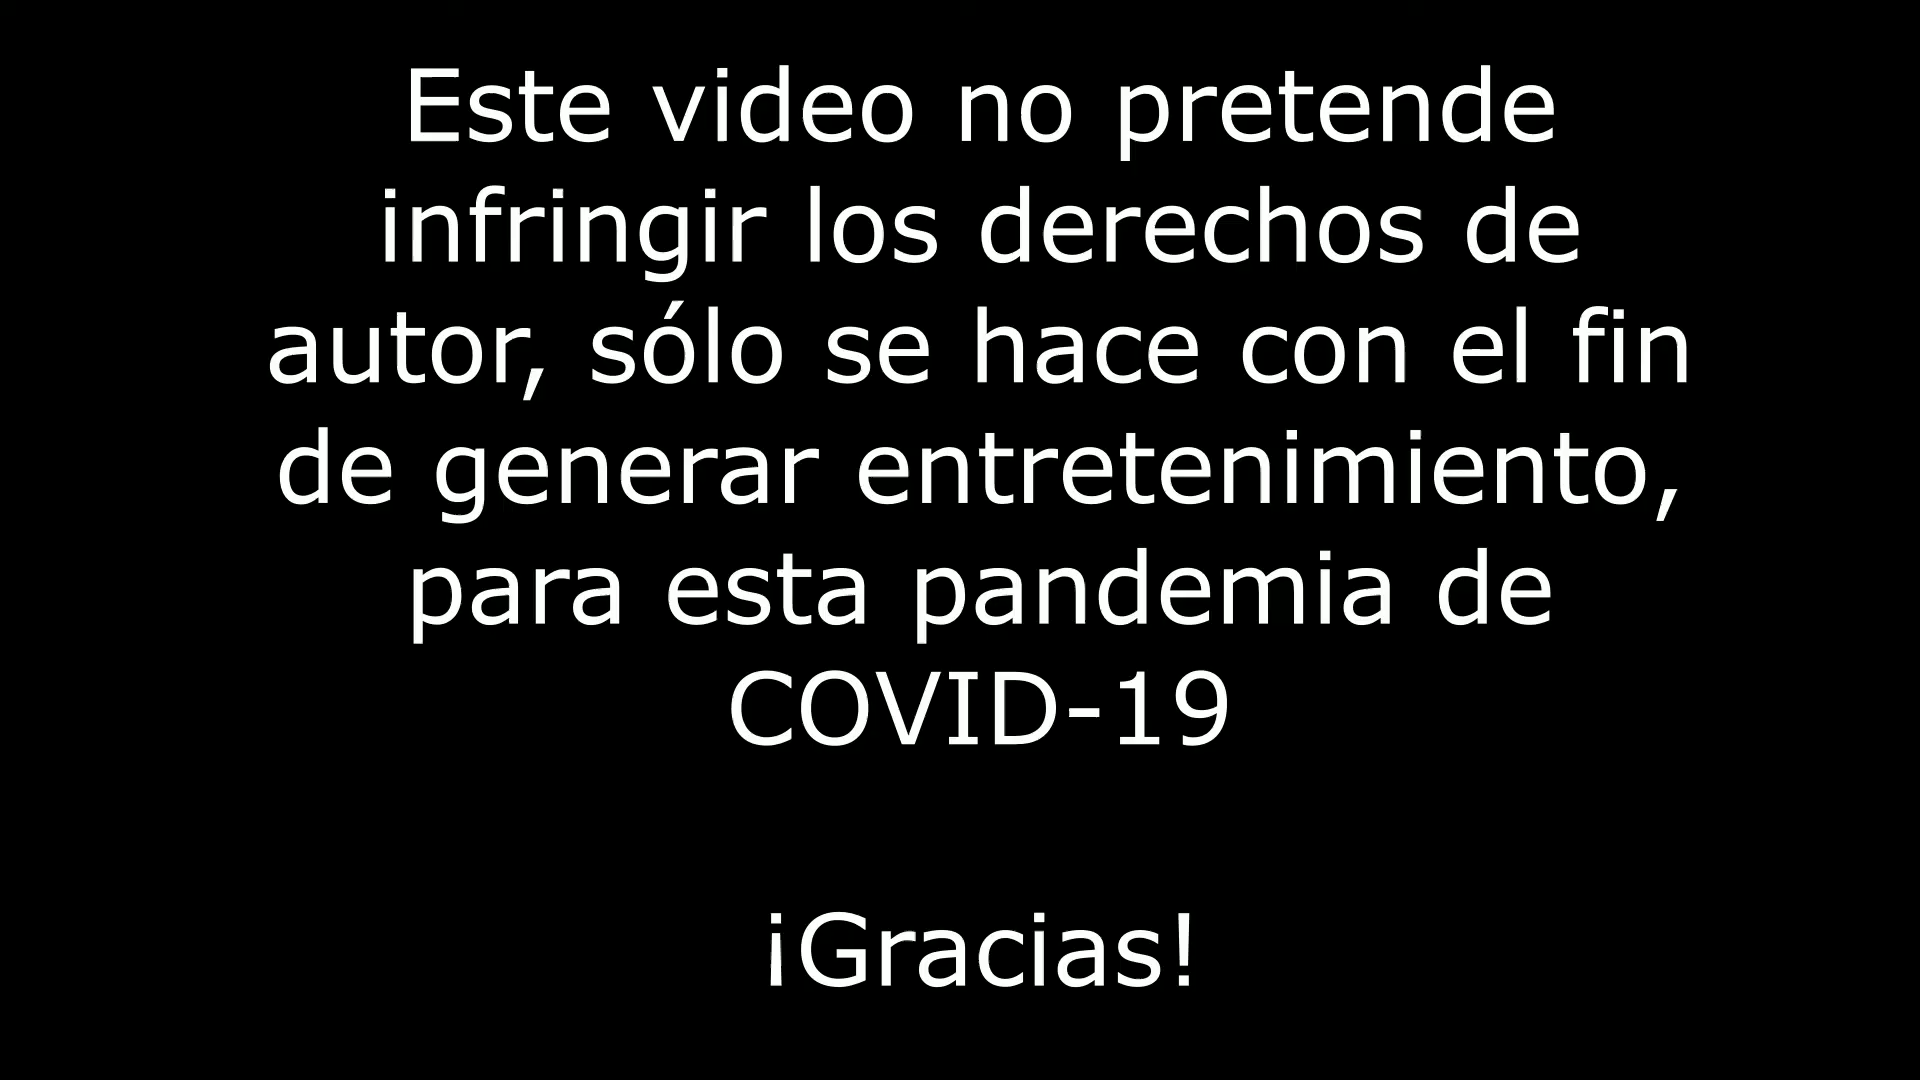 Este video no pretende
infringir los derechos de
autor, sólo se hace con el fin
de generar entretenimiento,
para esta pandemia de
COVID-19
¡Gracias!